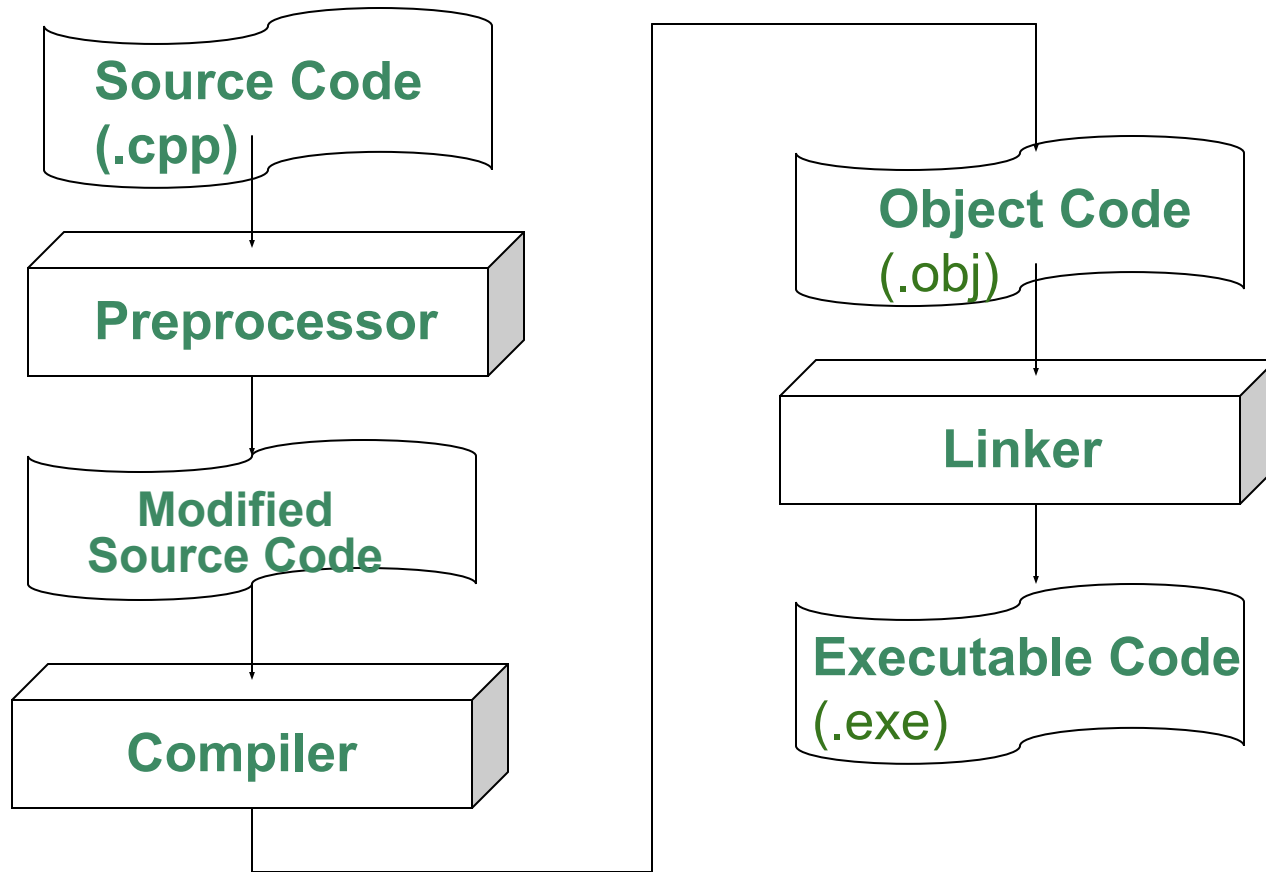 Source Code
(.cpp)
Preprocessor
Modified
Source Code
Compiler
Object Code
(.obj)
Linker
Executable Code
(.exe)